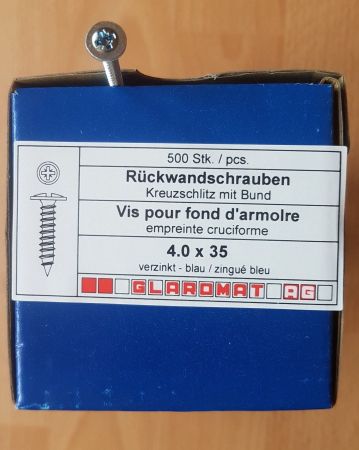 500 Stk. / pcs.
Rückwandschrauben
Kreuzschlitz mit Bund
Vis pour fond d'armoire
empreinte cruciforme
4.0 x 35
verzinkt - blau / zingué bleu
GLAROMAT AG